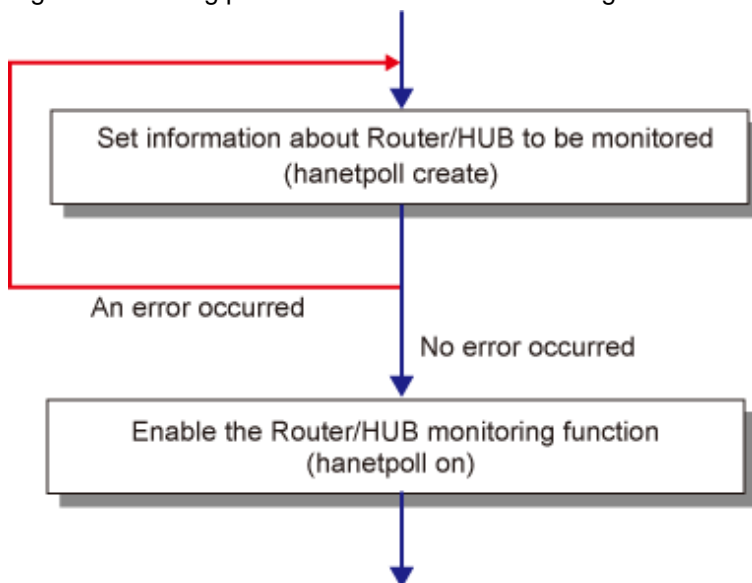 Set information about Router/HUB to be monitored
(hanetpoll create)
An error occurred
No error occurred
Enable the Router/HUB monitoring function
(hanetpoll on)